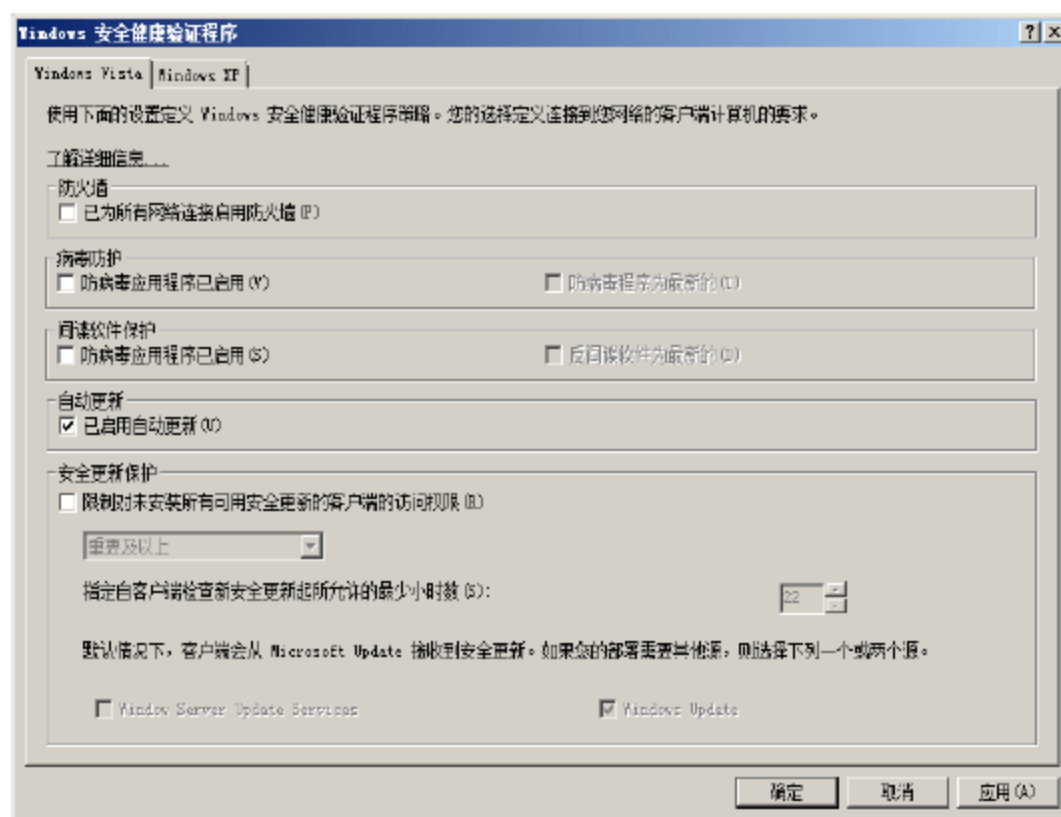 Windows 安全健康验证程序
Windows Vista Windows XP
使用下面的设置定义 Windows 安全健康验证程序策略。您的选择定义连接到您网络的客户端计算机的要求。
了解详细信息...
防火墙
已为所有网络连接启用防火墙(F)
病毒防护
防病毒应用程序已启用(V) 防病毒程序为最新的(I)
间谍软件保护
防病毒应用程序已启用(S) 反间谍软件为最新的(D)
自动更新
已启用自动更新(U)
安全更新保护
限制对未安装所有可用安全更新的客户端的访问权限(R)
重要及以上
指定自客户端检查新安全更新起所允许的最少小时数(S): 22
默认情况下，客户端会从 Microsoft Update 接收到安全更新。如果您的部署需要其他源，则选择下列一个或两个源。
Window Server Update Services Windows Update
确定 取消 应用(A)